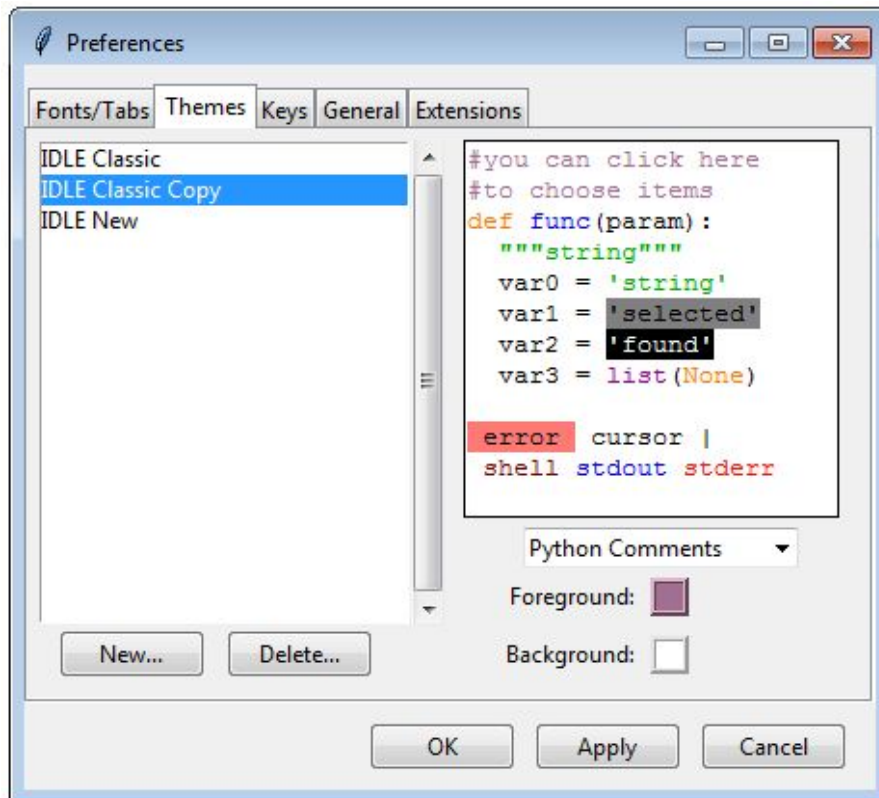 Preferences
Fonts/Tabs Themes Keys General Extensions
IDLE Classic
IDLE Classic Copy
IDLE New
#you can click here
#to choose items
def func(param):
  """string"""
  var0 = 'string'
  var1 = 'selected'
  var2 = 'found'
  var3 = list(None)
 error  cursor |
 shell stdout stderr
Python Comments
Foreground:
Background:
New... Delete...
OK Apply Cancel